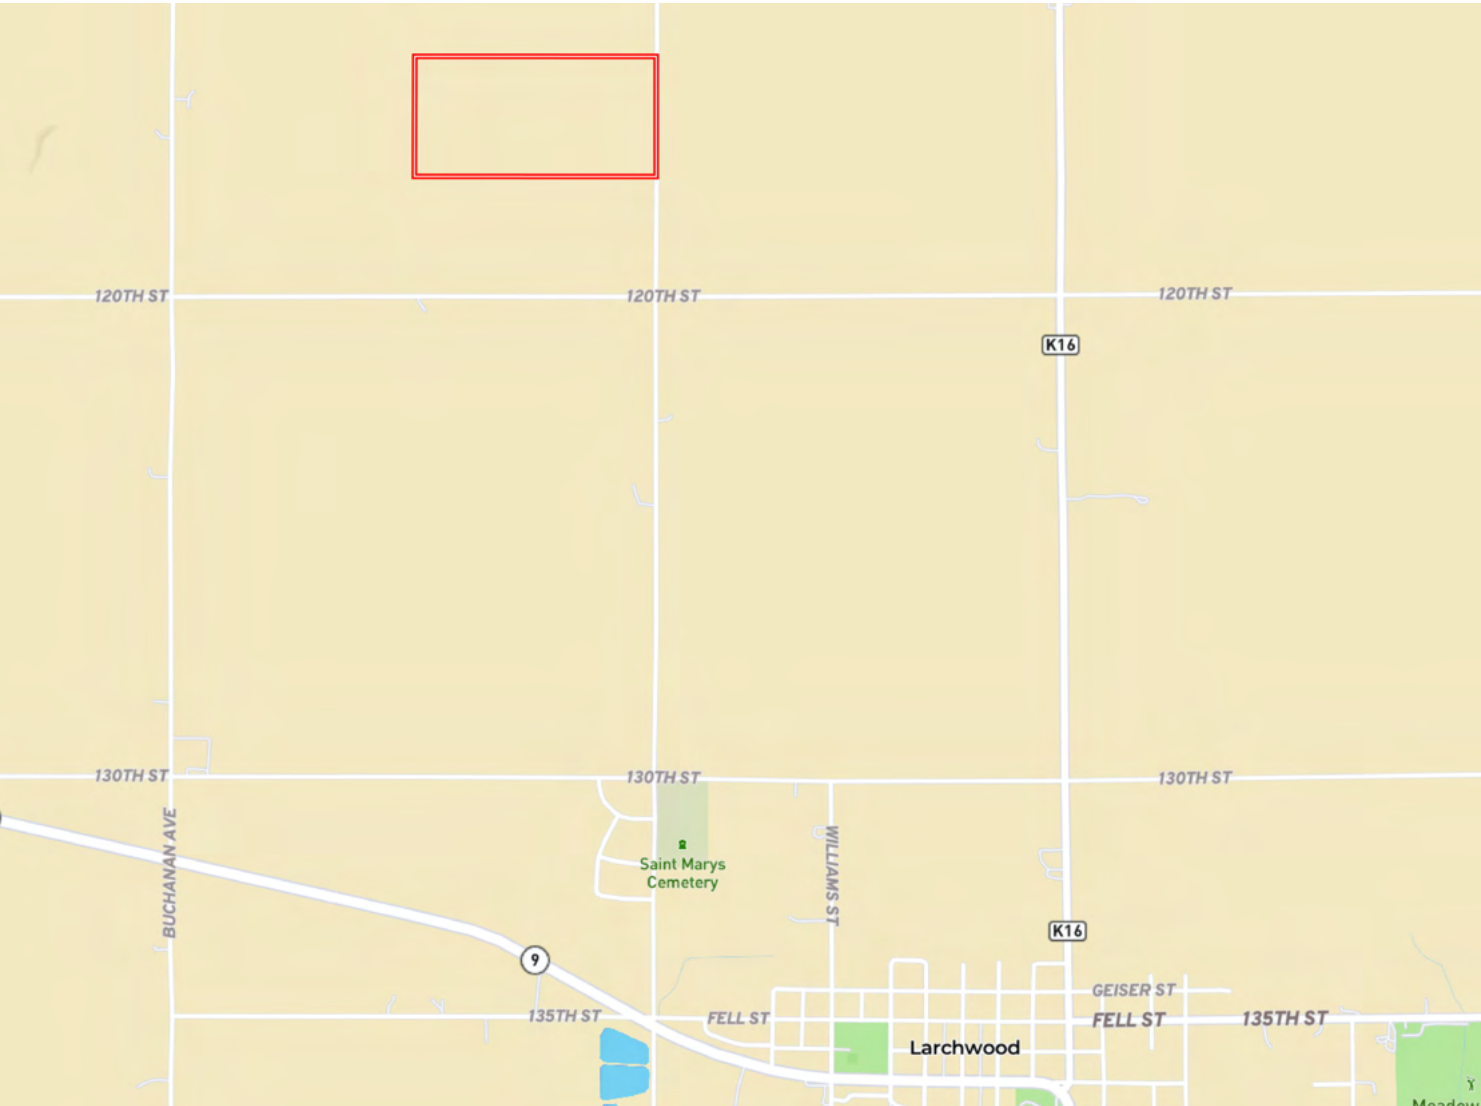 120TH ST
120TH ST
120TH ST
K16
130TH ST
130TH ST
130TH ST
BUCHANAN AVE
WILLIAMS ST
Saint Marys
Cemetery
K16
9
GEISER ST
135TH ST
FELL ST
FELL ST
135TH ST
Larchwood
Meadow